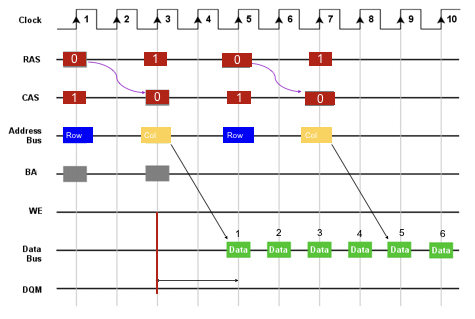 Clock 1 2 3 4 5 6 7 8 9 10
RAS 0 1 0 1
CAS 1 0 1 0
Address
Bus
Row Col Row Col
BA
WE
1 2 3 4 5 6
Data
Bus
Data Data Data Data Data Data
DQM